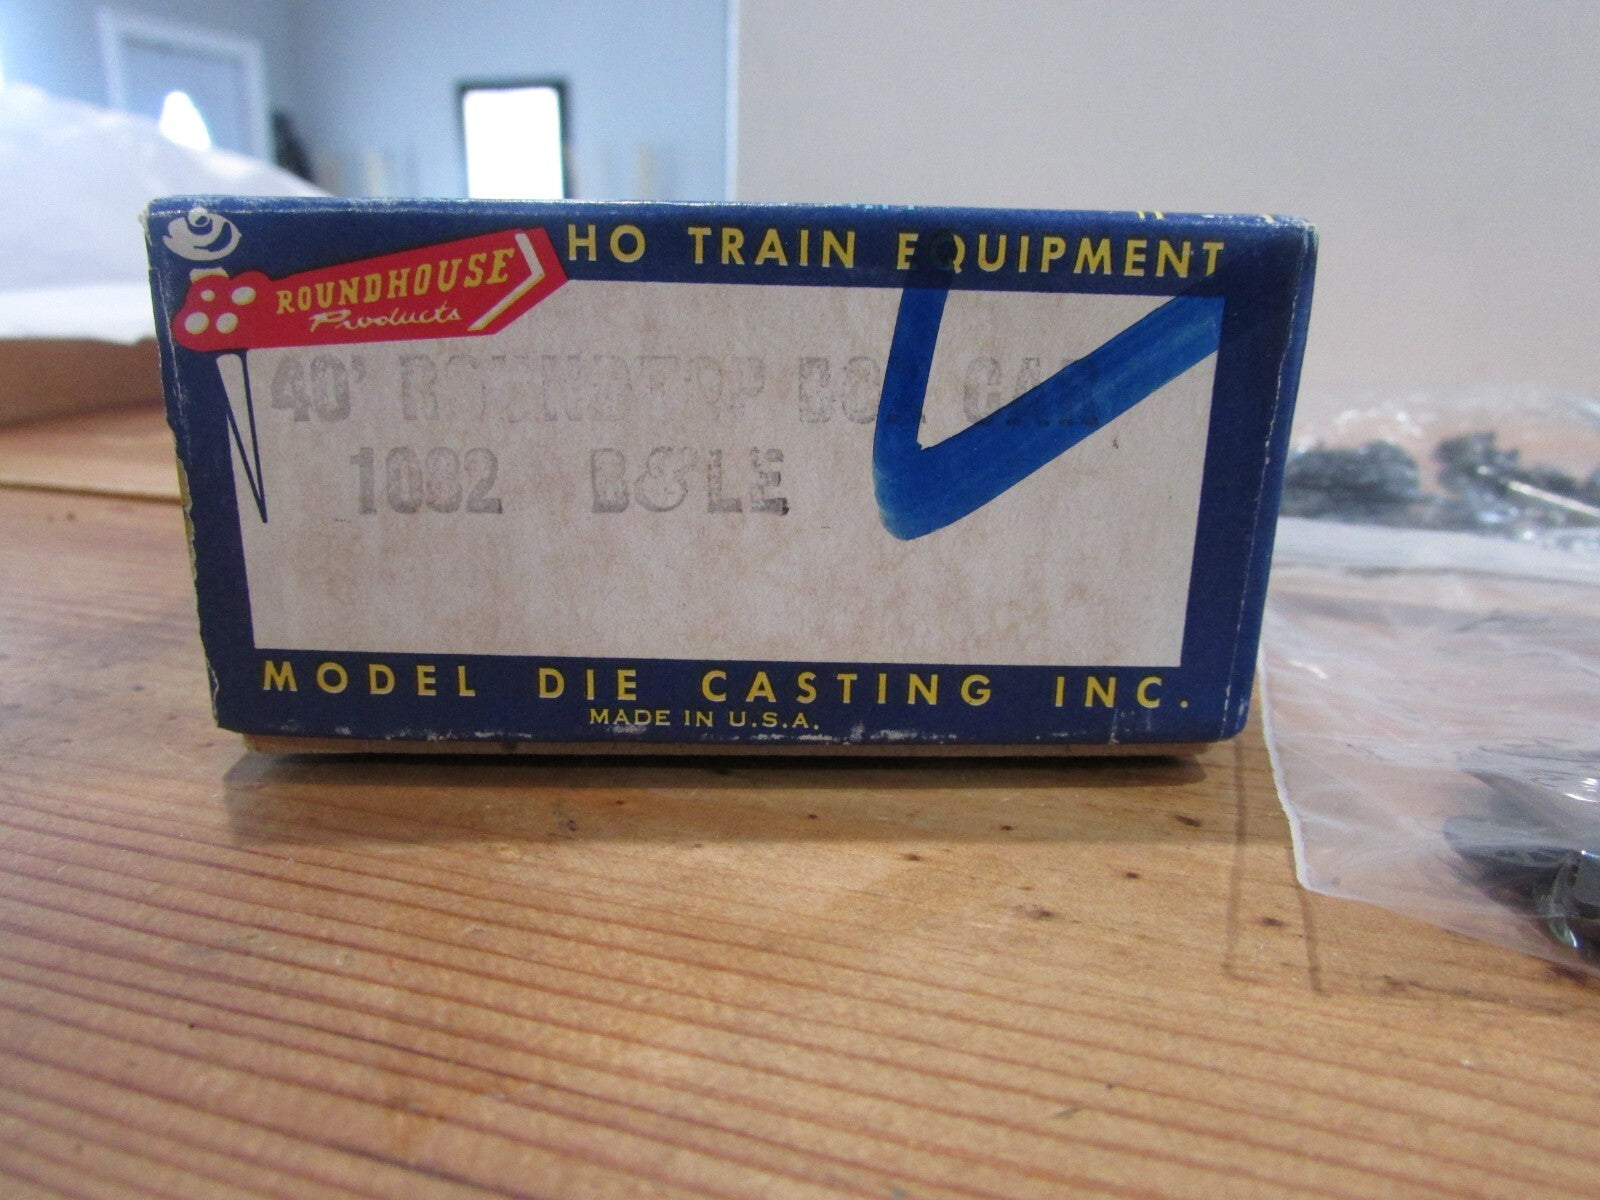 HO TRAIN EQUIPMENT
ROUNDHOUSE
Products
40' ROUNDTOP BOX CAR
1082 B&LE
MODEL DIE CASTING INC.
MADE IN U.S.A.